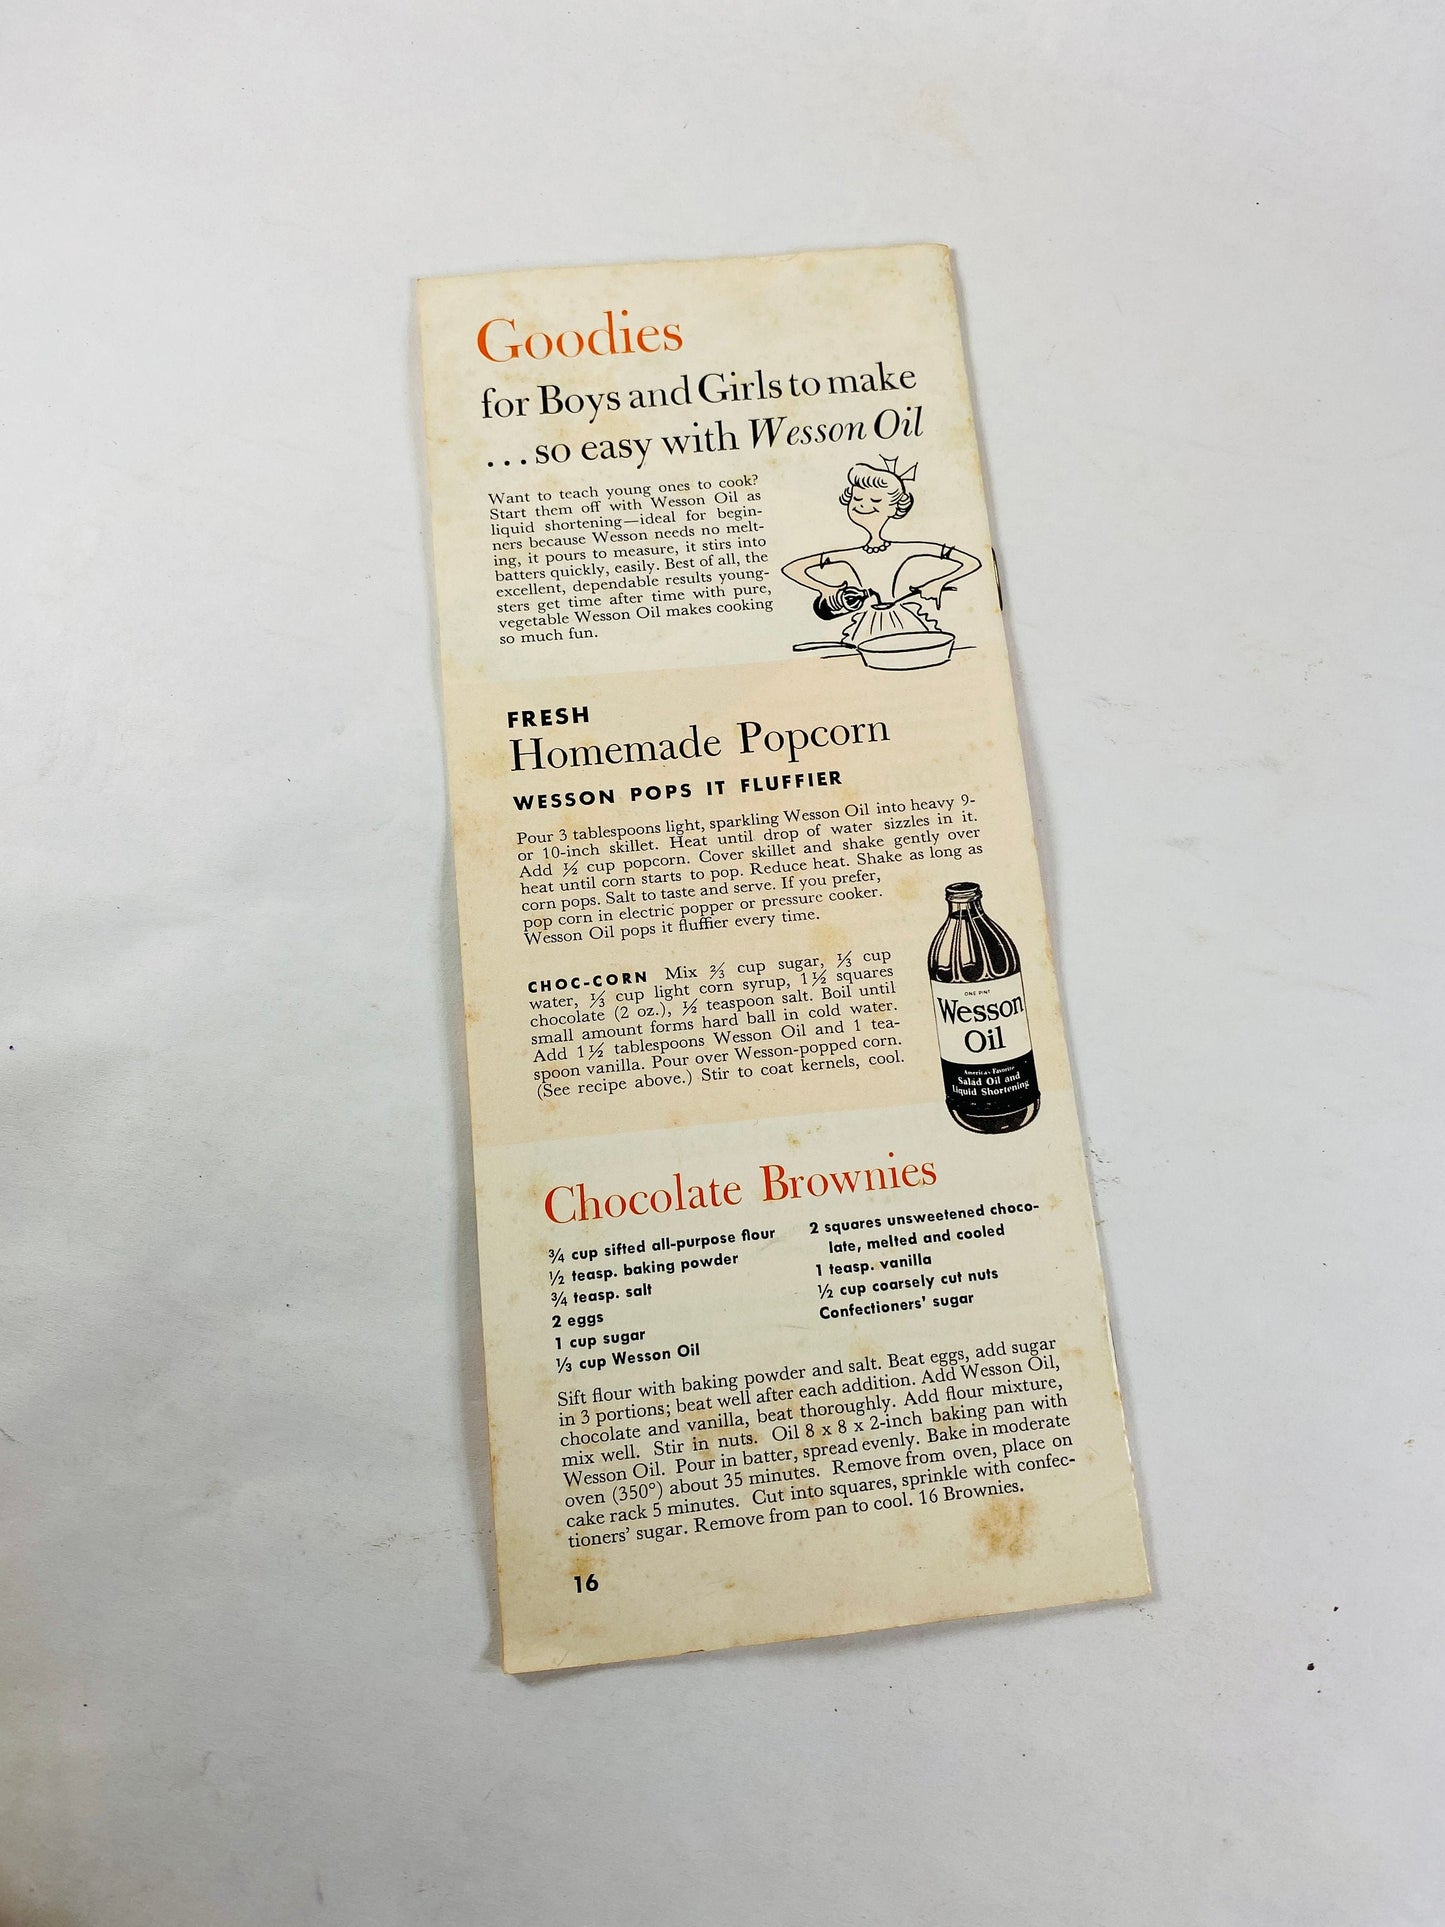 Goodies
for Boys and Girls to make
...so easy with Wesson Oil
Want to teach young ones to cook?
Start them off with Wesson Oil as
liquid shortening—ideal for begin-
ners because Wesson needs no melt-
ing, it pours to measure, it stirs into
batters quickly, easily. Best of all, the
excellent, dependable results young-
sters get time after time with pure,
vegetable Wesson Oil makes cooking
so much fun.
FRESH
Homemade Popcorn
WESSON POPS IT FLUFFIER
Pour 3 tablespoons light, sparkling Wesson Oil into heavy 9-
or 10-inch skillet. Heat until drop of water sizzles in it.
Add ½ cup popcorn. Cover skillet and shake gently over
heat until corn starts to pop. Reduce heat. Shake as long as
corn pops. Salt to taste and serve. If you prefer,
pop corn in electric popper or pressure cooker.
Wesson Oil pops it fluffier every time.
CHOC-CORN Mix ⅔ cup sugar, ⅓ cup
water, ⅓ cup light corn syrup, 1½ squares
chocolate (2 oz.), ½ teaspoon salt. Boil until
small amount forms hard ball in cold water.
Add 1½ tablespoons Wesson Oil and 1 tea-
spoon vanilla. Pour over Wesson-popped corn.
(See recipe above.) Stir to coat kernels, cool.
ONE PINT
Wesson
Oil
America's Favorite
Salad Oil and
Liquid Shortening
Chocolate Brownies
¾ cup sifted all-purpose flour
½ teasp. baking powder
¾ teasp. salt
2 eggs
1 cup sugar
⅓ cup Wesson Oil
2 squares unsweetened choco-
late, melted and cooled
1 teasp. vanilla
½ cup coarsely cut nuts
Confectioners' sugar
Sift flour with baking powder and salt. Beat eggs, add sugar
in 3 portions; beat well after each addition. Add Wesson Oil,
chocolate and vanilla, beat thoroughly. Add flour mixture,
mix well. Stir in nuts. Oil 8 x 8 x 2-inch baking pan with
Wesson Oil. Pour in batter, spread evenly. Bake in moderate
oven (350°) about 35 minutes. Remove from oven, place on
cake rack 5 minutes. Cut into squares, sprinkle with confec-
tioners' sugar. Remove from pan to cool. 16 Brownies.
16